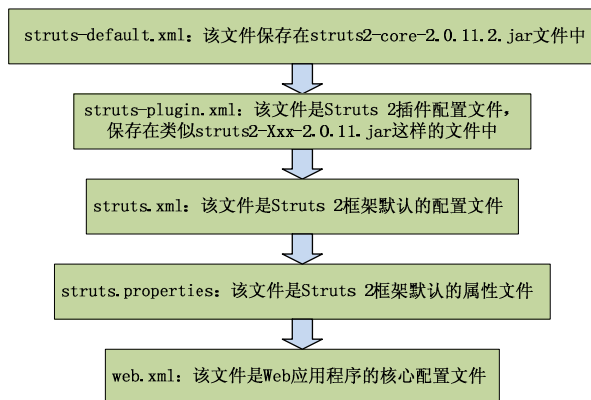 struts-default.xml：该文件保存在struts2-core-2.0.11.2.jar文件中
struts-plugin.xml：该文件是Struts 2插件配置文件，
保存在类似struts2-Xxx-2.0.11.jar这样的文件中
struts.xml：该文件是Struts 2框架默认的配置文件
struts.properties：该文件是Struts 2框架默认的属性文件
web.xml：该文件是Web应用程序的核心配置文件